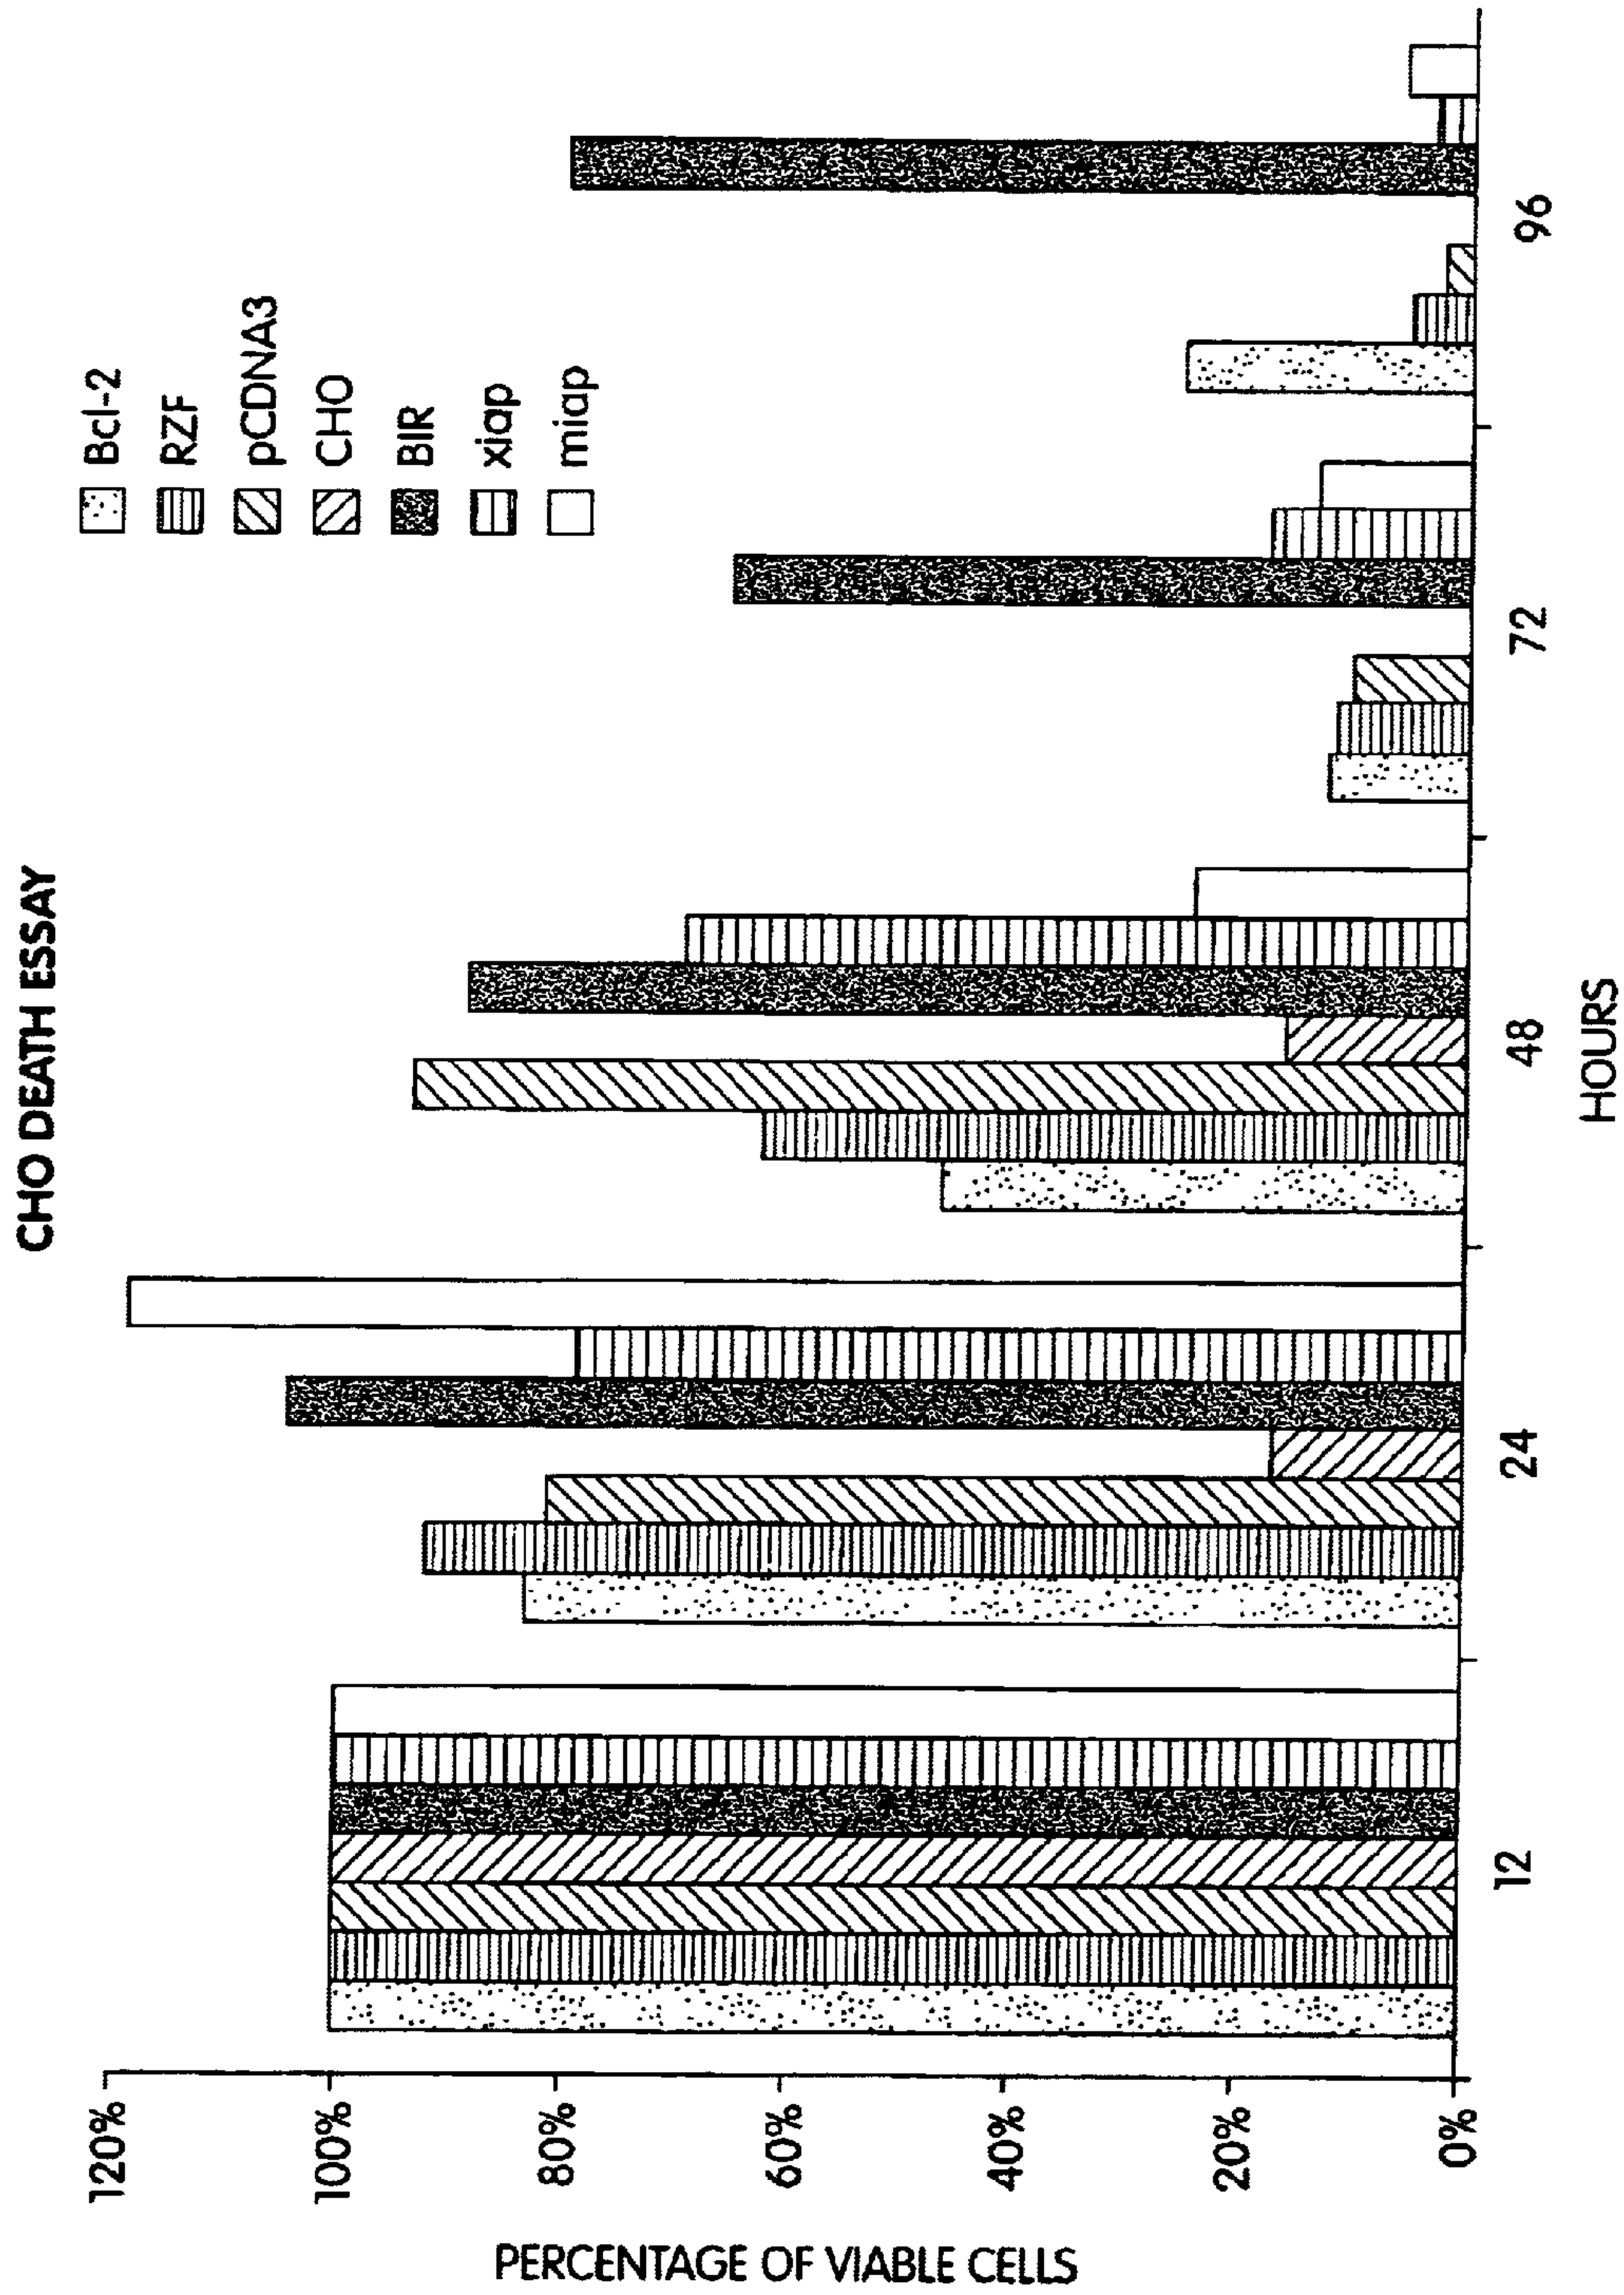 CHO DEATH ESSAY
Bcl-2
RZF
pCDNA3
CHO
BIR
xiap
miap
PERCENTAGE OF VIABLE CELLS
120%
100%
80%
60%
40%
20%
0%
12
24
48
72
96
HOURS